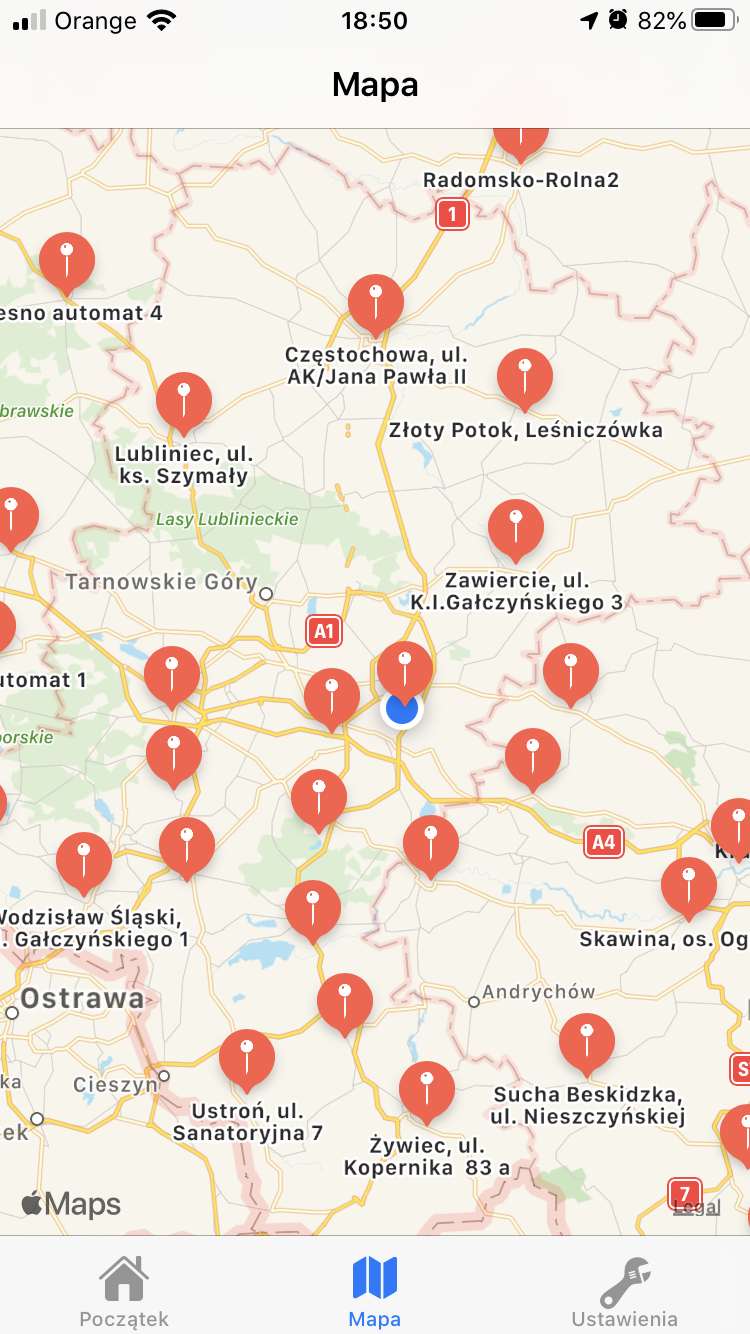 Orange 18:50 82%
Mapa
Radomsko-Rolna2
1
esno automat 4
Częstochowa, ul.
AK/Jana Pawła II
brawskie
Złoty Potok, Leśniczówka
Lubliniec, ul.
ks. Szymały
Lasy Lublinieckie
Tarnowskie Góry
Zawiercie, ul.
K.I.Gałczyńskiego 3
A1
utomat 1
orskie
A4
Wodzisław Śląski,
. Gałczyńskiego 1
Skawina, os. Og
Ostrawa
Andrychów
ka
Cieszyn
S
Sucha Beskidzka,
ul. Nieszczyńskiej
Ustroń, ul.
Sanatoryjna 7
ek
Żywiec, ul.
Kopernika 83 a
Maps
7
Legal
Początek
Mapa
Ustawienia